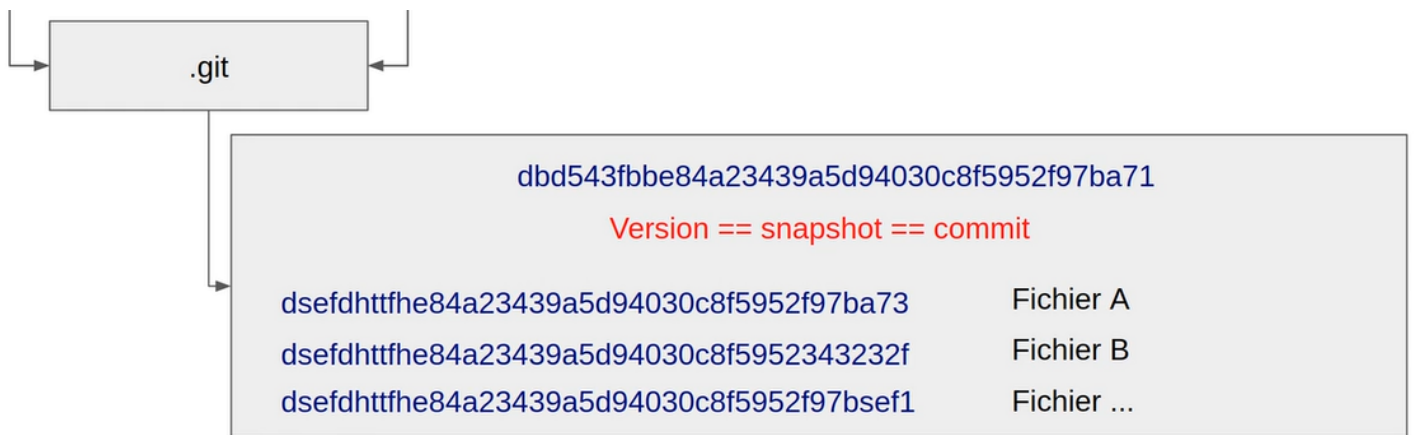 .git
dbd543fbbe84a23439a5d94030c8f5952f97ba71
Version == snapshot == commit
dsefdhttfhe84a23439a5d94030c8f5952f97ba73 Fichier A
dsefdhttfhe84a23439a5d94030c8f5952343232f Fichier B
dsefdhttfhe84a23439a5d94030c8f5952f97bsef1 Fichier ...